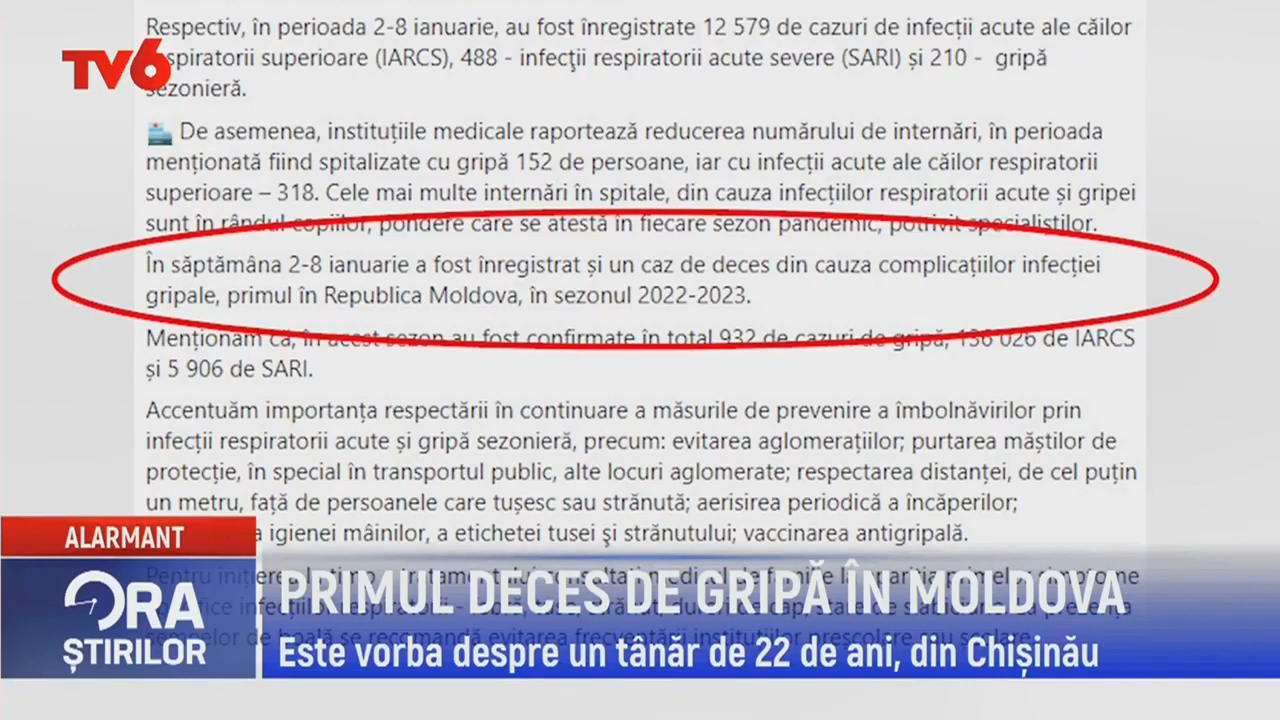 Respectiv, în perioada 2-8 ianuarie, au fost înregistrate 12 579 de cazuri de infecții acute ale căilor
respiratorii superioare (IARCS), 488 - infecţii respiratorii acute severe (SARI) și 210 - gripă
sezonieră.
TV6
De asemenea, instituțiile medicale raportează reducerea numărului de internări, în perioada
menționată fiind spitalizate cu gripă 152 de persoane, iar cu infecții acute ale căilor respiratorii
superioare – 318. Cele mai multe internări în spitale, din cauza infecțiilor respiratorii acute și gripei
sunt în rândul copiilor, pondere care se atestă în fiecare sezon pandemic, potrivit specialiștilor.
În săptămâna 2-8 ianuarie a fost înregistrat și un caz de deces din cauza complicațiilor infecției
gripale, primul în Republica Moldova, în sezonul 2022-2023.
Menționăm că, în acest sezon au fost confirmate în total 932 de cazuri de gripă, 136 026 de IARCS
și 5 906 de SARI.
Accentuăm importanța respectării în continuare a măsurile de prevenire a îmbolnăvirilor prin
infecții respiratorii acute și gripă sezonieră, precum: evitarea aglomerațiilor; purtarea măștilor de
protecție, în special în transportul public, alte locuri aglomerate; respectarea distanței, de cel puțin
un metru, față de persoanele care tușesc sau strănută; aerisirea periodică a încăperilor;
a igienei mâinilor, a etichetei tusei şi strănutului; vaccinarea antigripală.
ALARMANT
ORA
ȘTIRILOR
PRIMUL DECES DE GRIPĂ ÎN MOLDOVA
Este vorba despre un tânăr de 22 de ani, din Chișinău